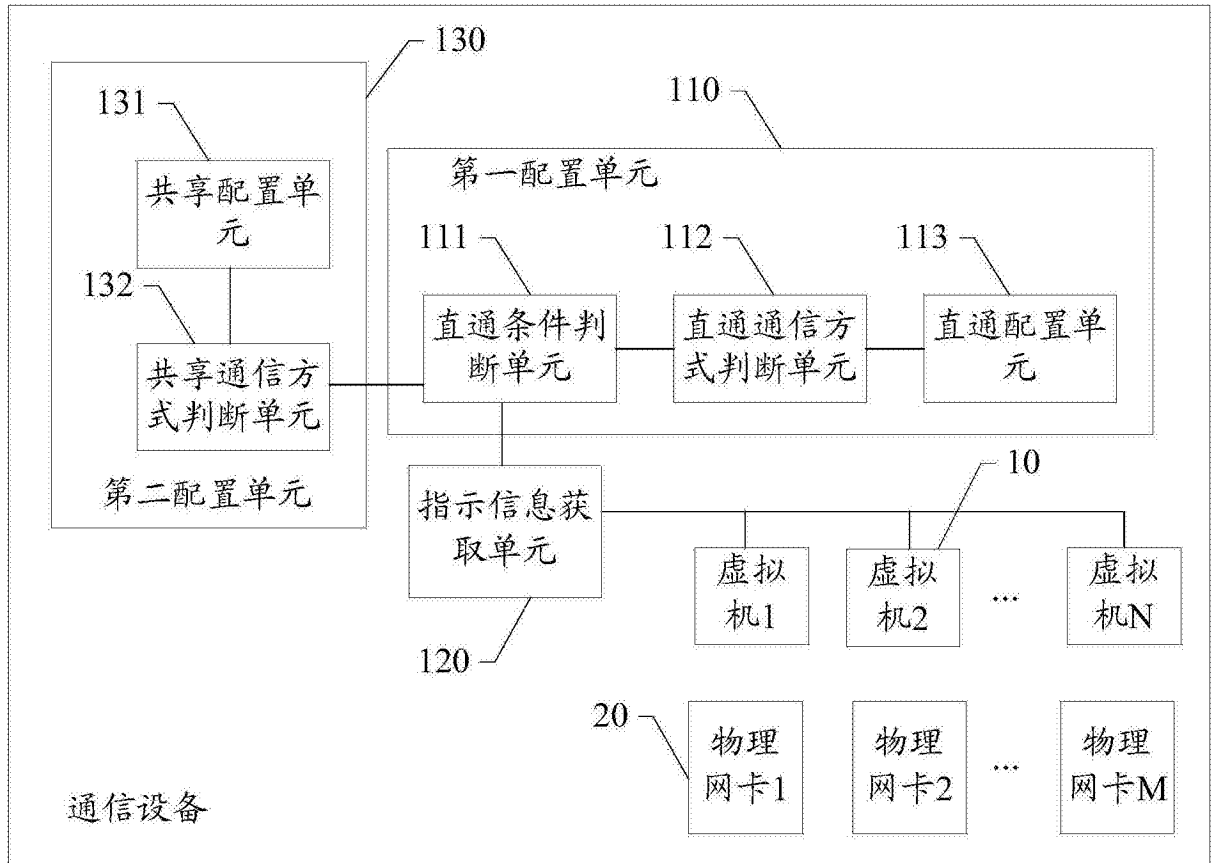 130
131
110
共享配置单
元
第一配置单元
111
112
113
132
直通条件判
断单元
直通通信方
式判断单元
直通配置单
元
共享通信方
式判断单元
第二配置单元
10
指示信息获
取单元
虚拟
机1
虚拟
机2
...
虚拟
机N
120
20
物理
网卡1
物理
网卡2
...
物理
网卡M
通信设备